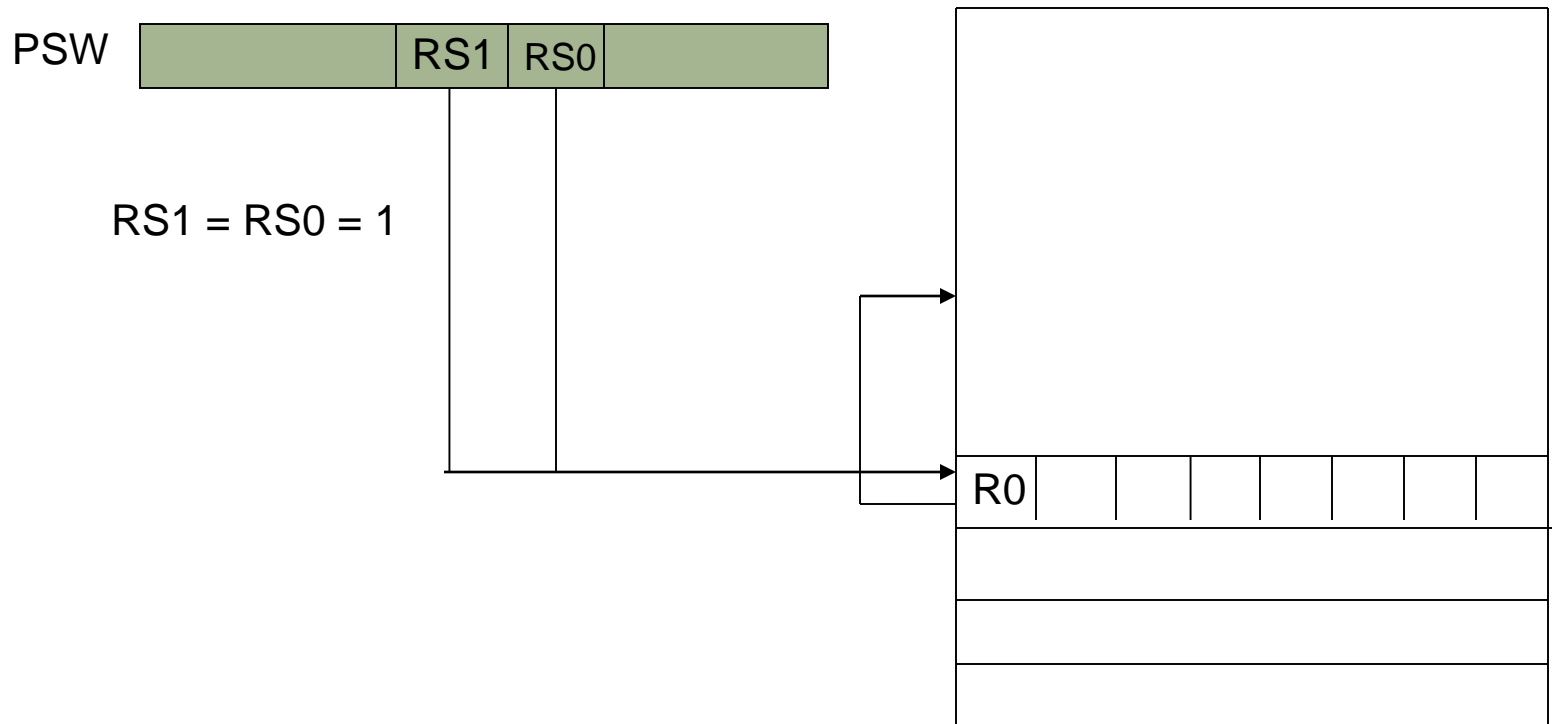 PSW RS1 RS0
RS1 = RS0 = 1
R0